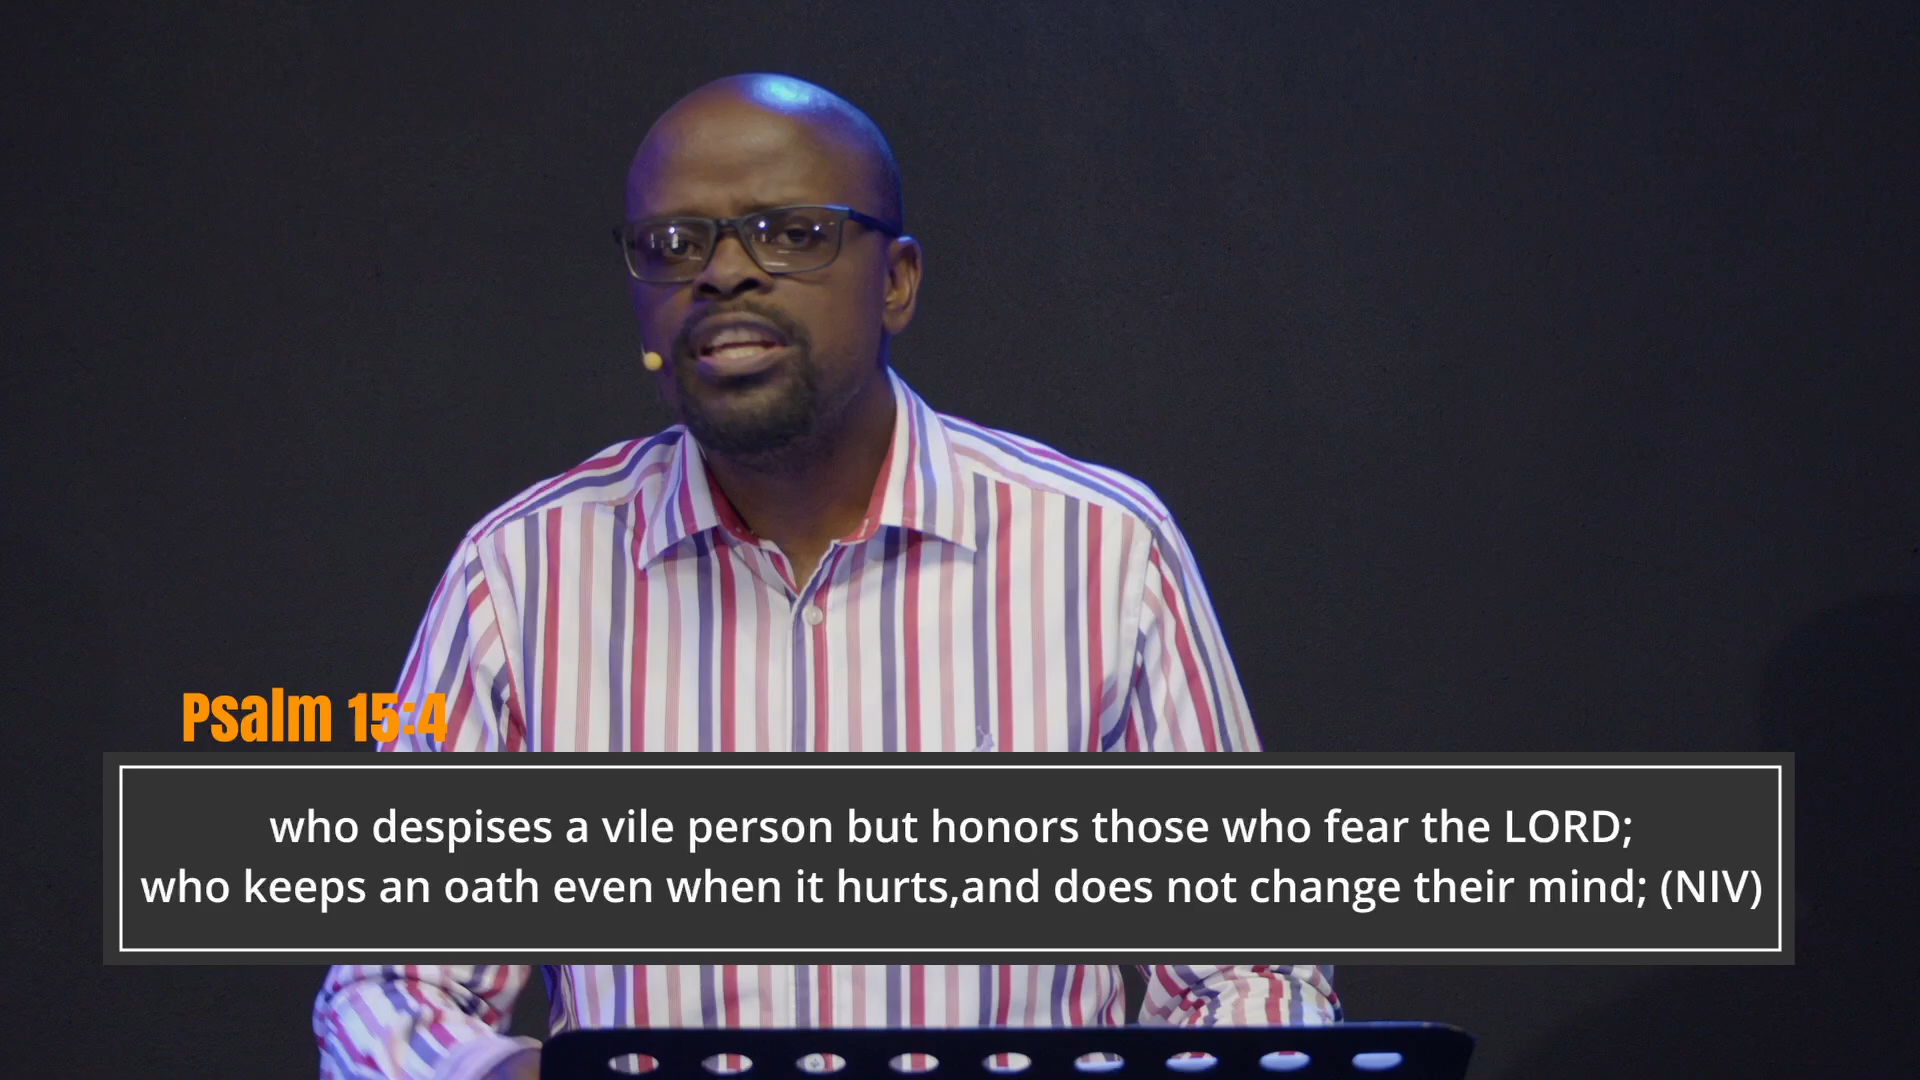 Psalm 15:4
who despises a vile person but honors those who fear the LORD;
who keeps an oath even when it hurts,and does not change their mind; (NIV)